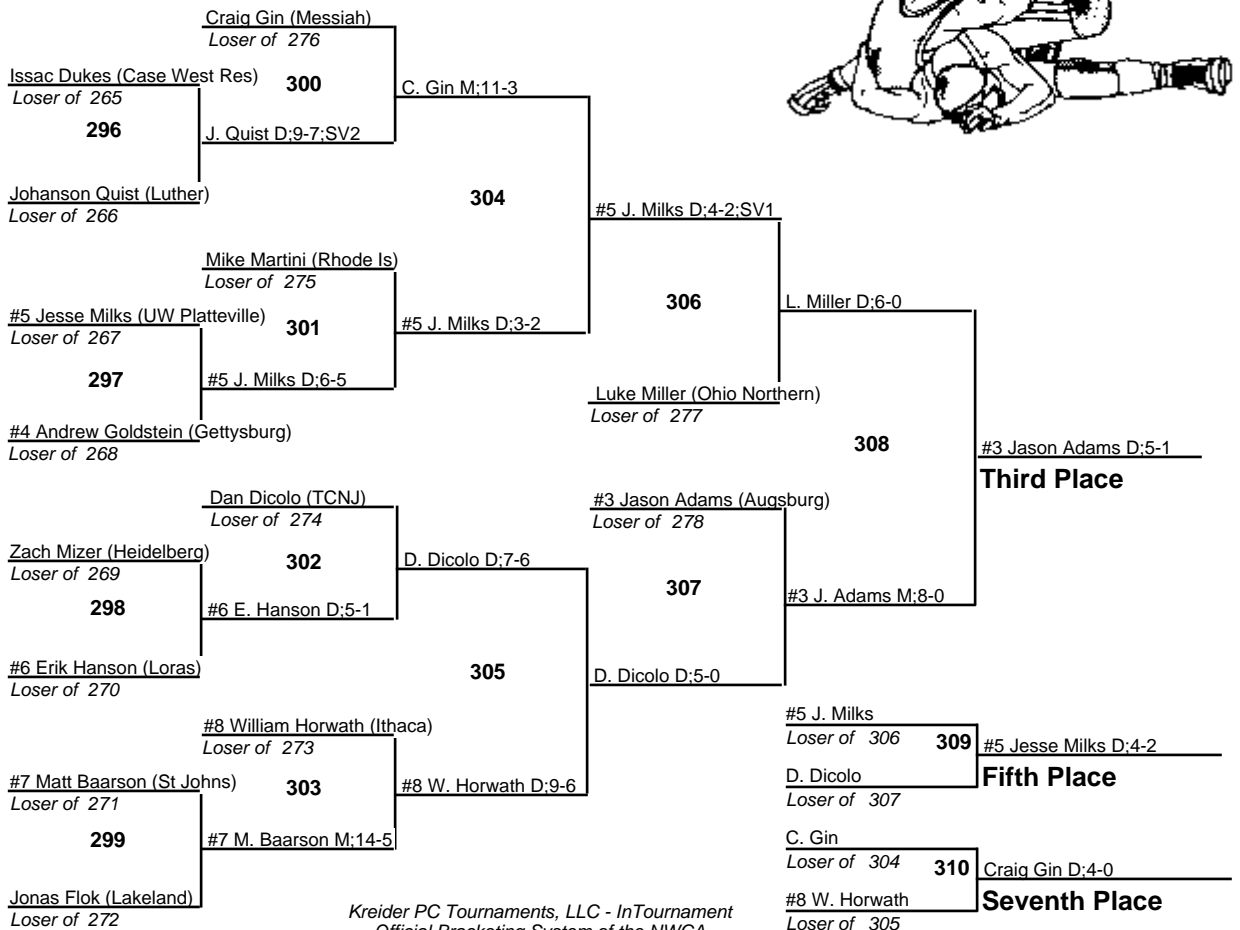 Craig Gin (Messiah)
Loser of 276
Issac Dukes (Case West Res)
Loser of 265
300
C. Gin M;11-3
296
J. Quist D;9-7;SV2
Johanson Quist (Luther)
Loser of 266
304
#5 J. Milks D;4-2;SV1
Mike Martini (Rhode Is)
Loser of 275
#5 Jesse Milks (UW Platteville)
Loser of 267
301
#5 J. Milks D;3-2
306
L. Miller D;6-0
297
#5 J. Milks D;6-5
Luke Miller (Ohio Northern)
Loser of 277
#4 Andrew Goldstein (Gettysburg)
Loser of 268
308
#3 Jason Adams D;5-1
Third Place
Dan Dicolo (TCNJ)
Loser of 274
#3 Jason Adams (Augsburg)
Loser of 278
Zach Mizer (Heidelberg)
Loser of 269
302
D. Dicolo D;7-6
307
#3 J. Adams M;8-0
298
#6 E. Hanson D;5-1
#6 Erik Hanson (Loras)
Loser of 270
305
D. Dicolo D;5-0
#8 William Horwath (Ithaca)
Loser of 273
#5 J. Milks
Loser of 306
309
#5 Jesse Milks D;4-2
Fifth Place
D. Dicolo
Loser of 307
#7 Matt Baarson (St Johns)
Loser of 271
303
#8 W. Horwath D;9-6
299
#7 M. Baarson M;14-5
C. Gin
Loser of 304
310
Craig Gin D;4-0
Seventh Place
#8 W. Horwath
Loser of 305
Jonas Flok (Lakeland)
Loser of 272
Kreider PC Tournaments, LLC - InTournament
Official Bracketing System of the NWCA